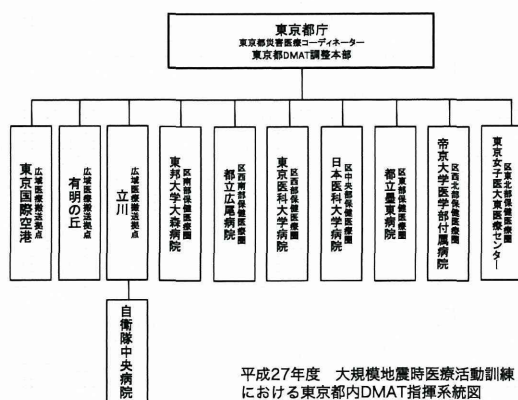 東京都庁
東京都災害医療コーディネーター
東京都DMAT調整本部
広域医療搬送拠点
東京国際空港
広域医療搬送拠点
有明の丘
広域医療搬送拠点
立川
区南部保健医療圏
東邦大学大森病院
区西南部保健医療圏
都立広尾病院
区西部保健医療圏
東京医科大学病院
区中央部保健医療圏
日本医科大学病院
区東部保健医療圏
都立墨東病院
区西北部保健医療圏
帝京大学医学部付属病院
区東北部保健医療圏
東京女子医大東医療センター
自衛隊中央病院
平成27年度 大規模地震時医療活動訓練
における東京都内DMAT指揮系統図